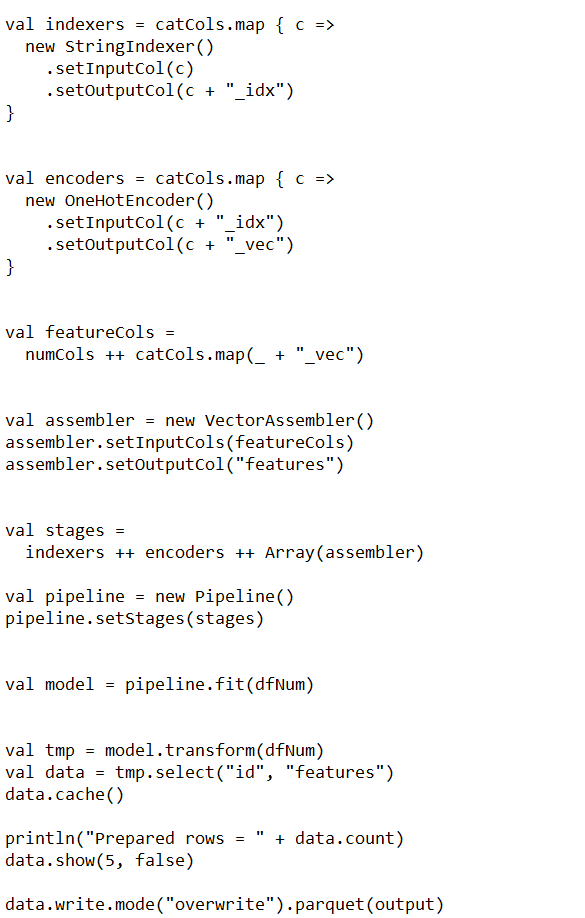 val indexers = catCols.map { c =>
  new StringIndexer()
    .setInputCol(c)
    .setOutputCol(c + "_idx")
}
val encoders = catCols.map { c =>
  new OneHotEncoder()
    .setInputCol(c + "_idx")
    .setOutputCol(c + "_vec")
}
val featureCols =
  numCols ++ catCols.map(_ + "_vec")
val assembler = new VectorAssembler()
assembler.setInputCols(featureCols)
assembler.setOutputCol("features")
val stages =
  indexers ++ encoders ++ Array(assembler)
val pipeline = new Pipeline()
pipeline.setStages(stages)
val model = pipeline.fit(dfNum)
val tmp = model.transform(dfNum)
val data = tmp.select("id", "features")
data.cache()
println("Prepared rows = " + data.count)
data.show(5, false)
data.write.mode("overwrite").parquet(output)